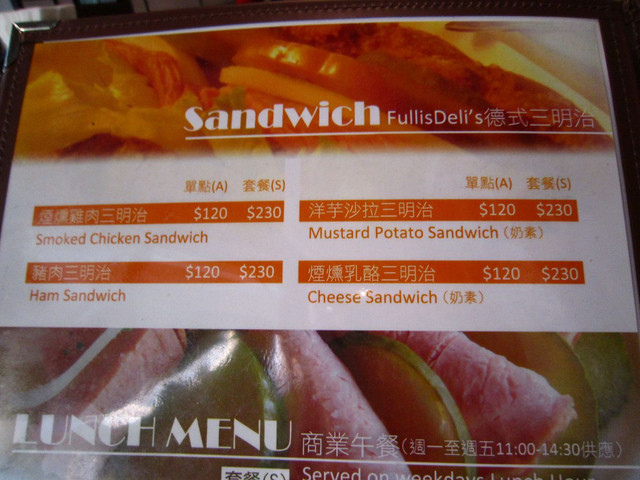 Sandwich FullisDeli's德式三明治
單點(A) 套餐(S)
煙燻雞肉三明治 $120 $230
Smoked Chicken Sandwich
豬肉三明治 $120 $230
Ham Sandwich
單點(A) 套餐(S)
洋芋沙拉三明治 $120 $230
Mustard Potato Sandwich (奶素)
煙燻乳酪三明治 $120 $230
Cheese Sandwich (奶素)
LUNCH MENU 商業午餐(週一至週五11:00-14:30供應)
套餐(S) Served on weekdays Lunch Hour